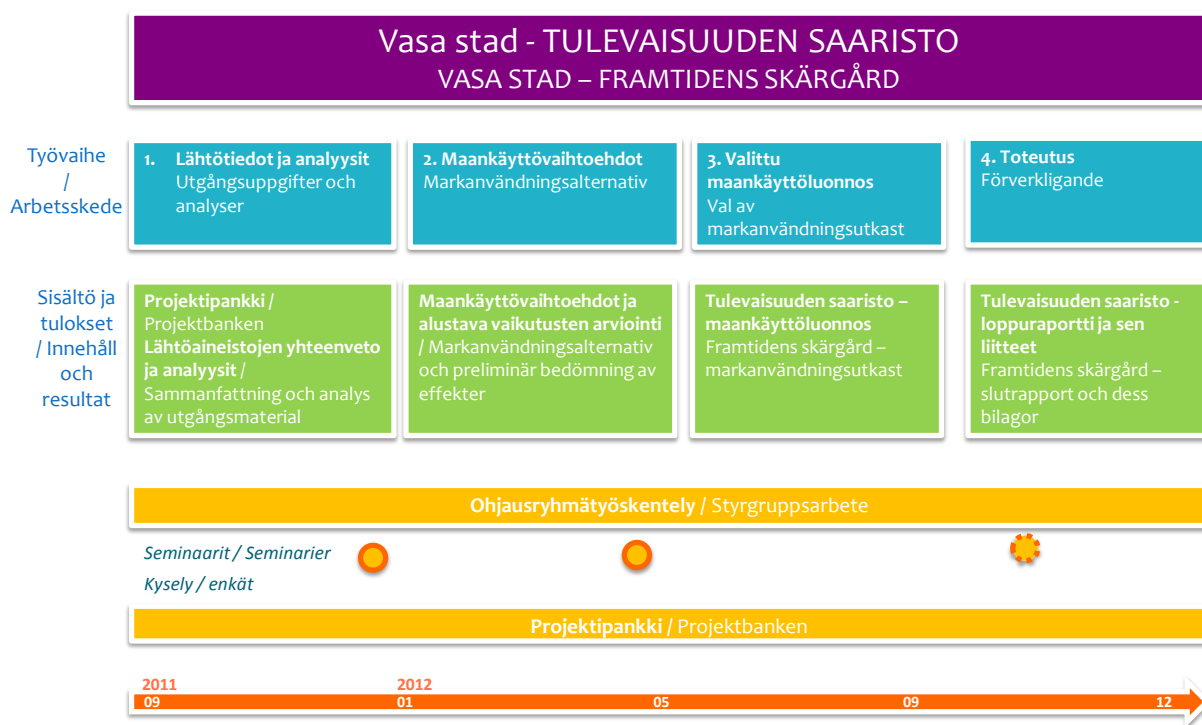 Vasa stad - TULEVAISUUDEN SAARISTO
VASA STAD – FRAMTIDENS SKÄRGÅRD
Työvaihe
/
Arbetsskede
1. Lähtötiedot ja analyysit
Utgångsuppgifter och
analyser
2. Maankäyttövaihtoehdot
Markanvändningsalternativ
3. Valittu
maankäyttöluonnos
Val av
markanvändningsutkast
4. Toteutus
Förverkligande
Sisältö ja
tulokset
/ Innehåll
och
resultat
Projektipankki /
Projektbanken
Lähtöaineistojen yhteenveto
ja analyysit /
Sammanfattning och analys
av utgångsmaterial
Maankäyttövaihtoehdot ja
alustava vaikutusten arviointi
/ Markanvändningsalternativ
och preliminär bedömning av
effekter
Tulevaisuuden saaristo –
maankäyttöluonnos
Framtidens skärgård –
markanvändningsutkast
Tulevaisuuden saaristo -
loppuraportti ja sen
liitteet
Framtidens skärgård –
slutrapport och dess
bilagor
Ohjausryhmätyöskentely / Styrgruppsarbete
Seminaarit / Seminarier
Kysely / enkät
Projektipankki / Projektbanken
2011 2012
09 01 05 09 12